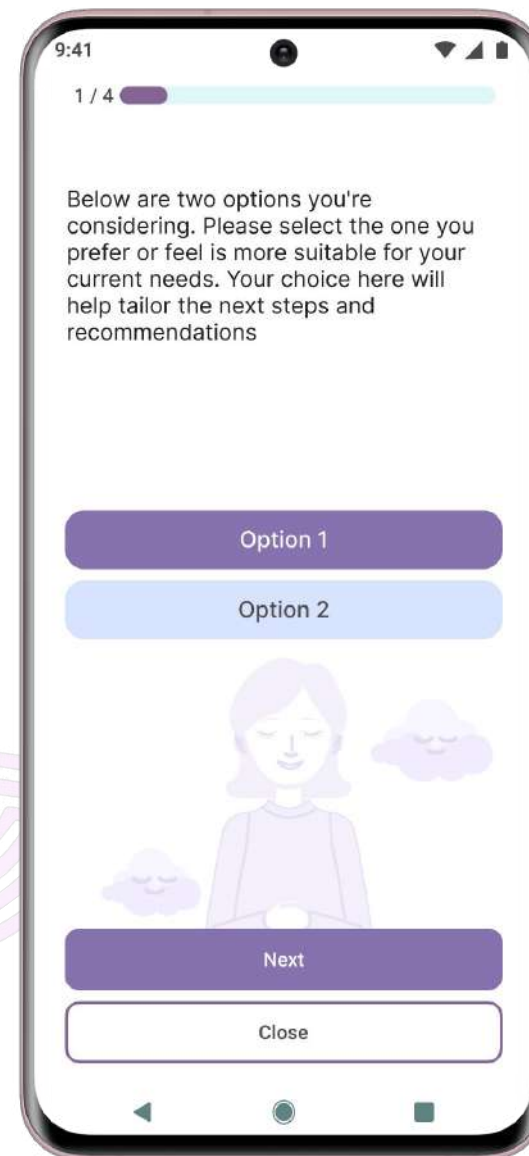 9:41
1 / 4
Below are two options you're
considering. Please select the one you
prefer or feel is more suitable for your
current needs. Your choice here will
help tailor the next steps and
recommendations
Option 1
Option 2
Next
Close